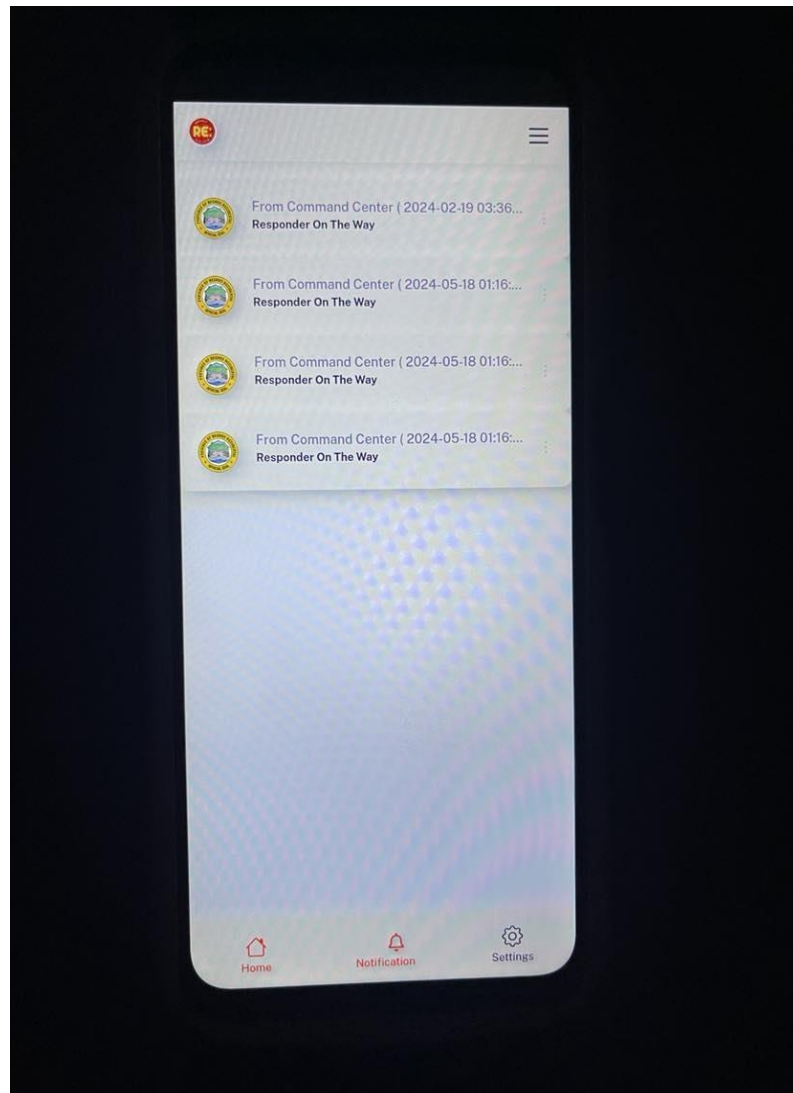 RE:
From Command Center ( 2024-02-19 03:36...
Responder On The Way
From Command Center ( 2024-05-18 01:16:...
Responder On The Way
From Command Center ( 2024-05-18 01:16:...
Responder On The Way
From Command Center ( 2024-05-18 01:16:...
Responder On The Way
Home
Notification
Settings